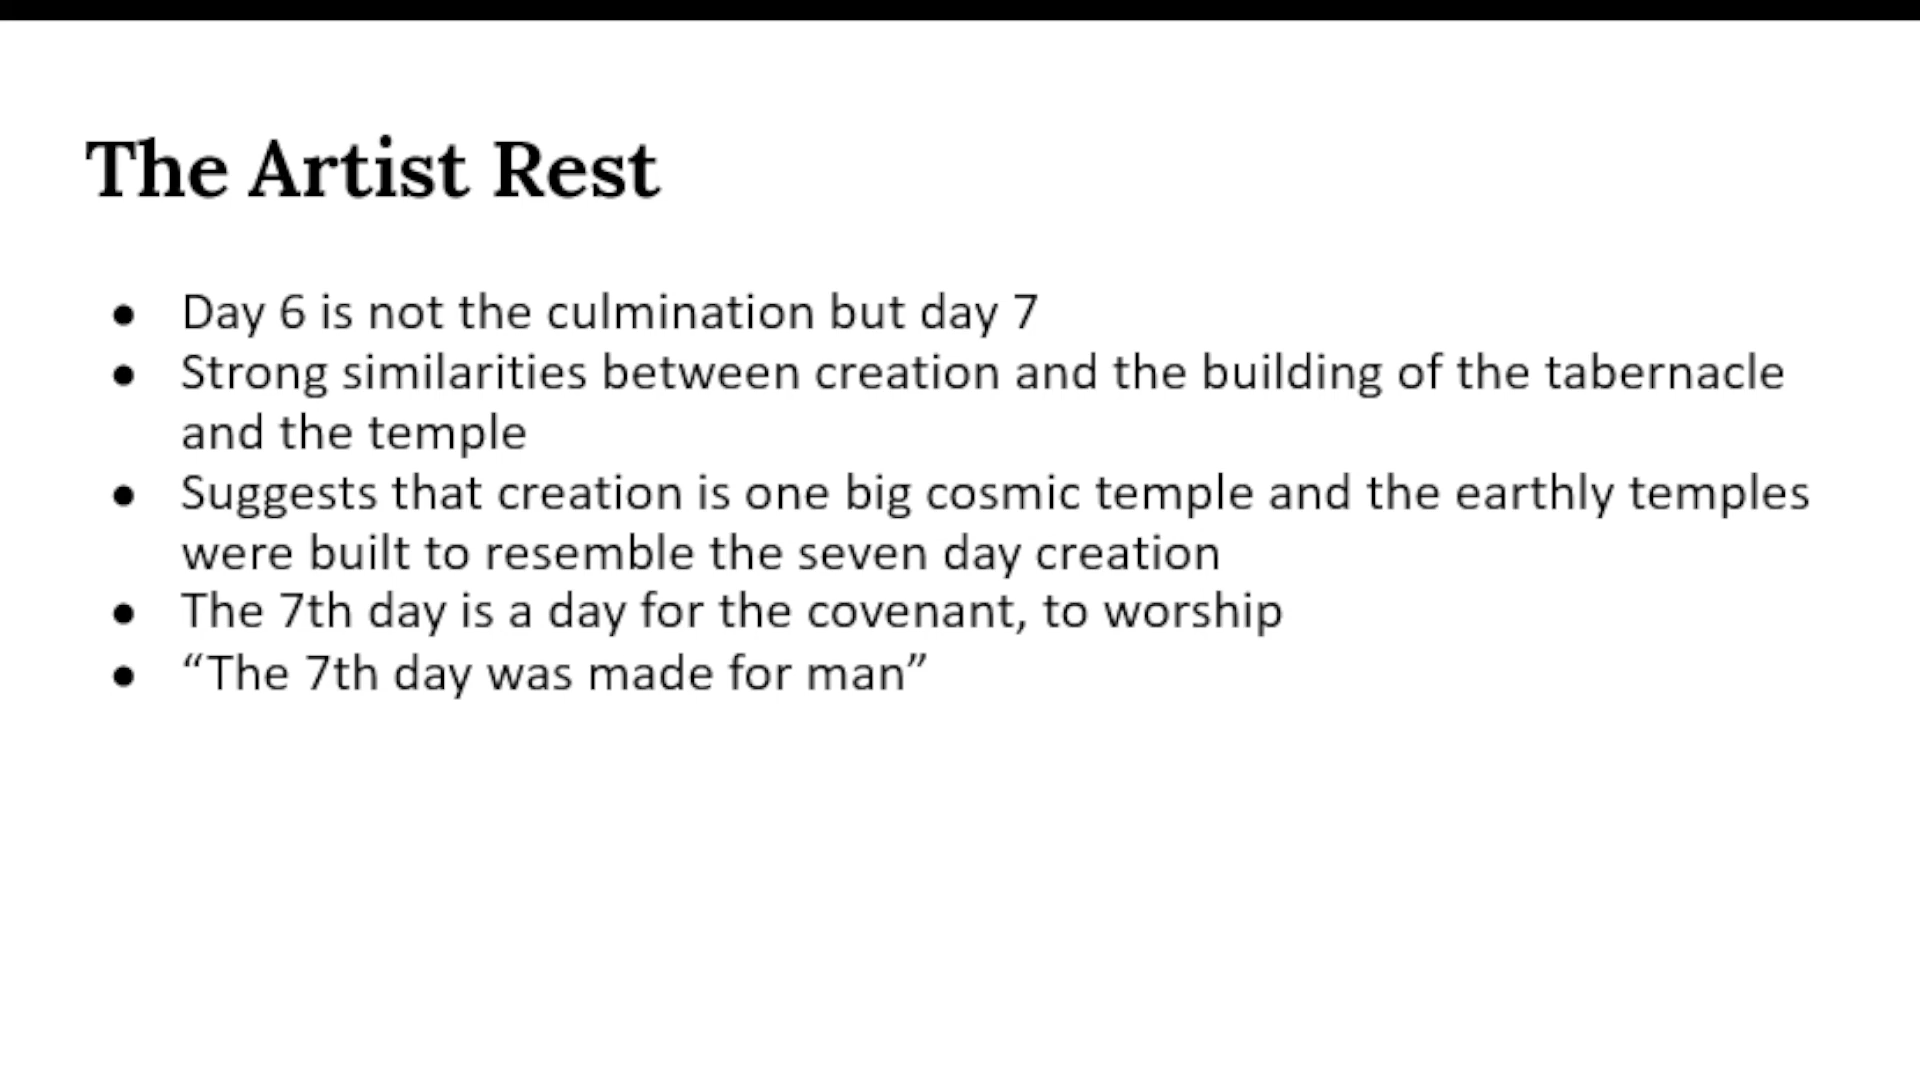 The Artist Rest
● Day 6 is not the culmination but day 7
● Strong similarities between creation and the building of the tabernacle
and the temple
● Suggests that creation is one big cosmic temple and the earthly temples
were built to resemble the seven day creation
● The 7th day is a day for the covenant, to worship
● “The 7th day was made for man”